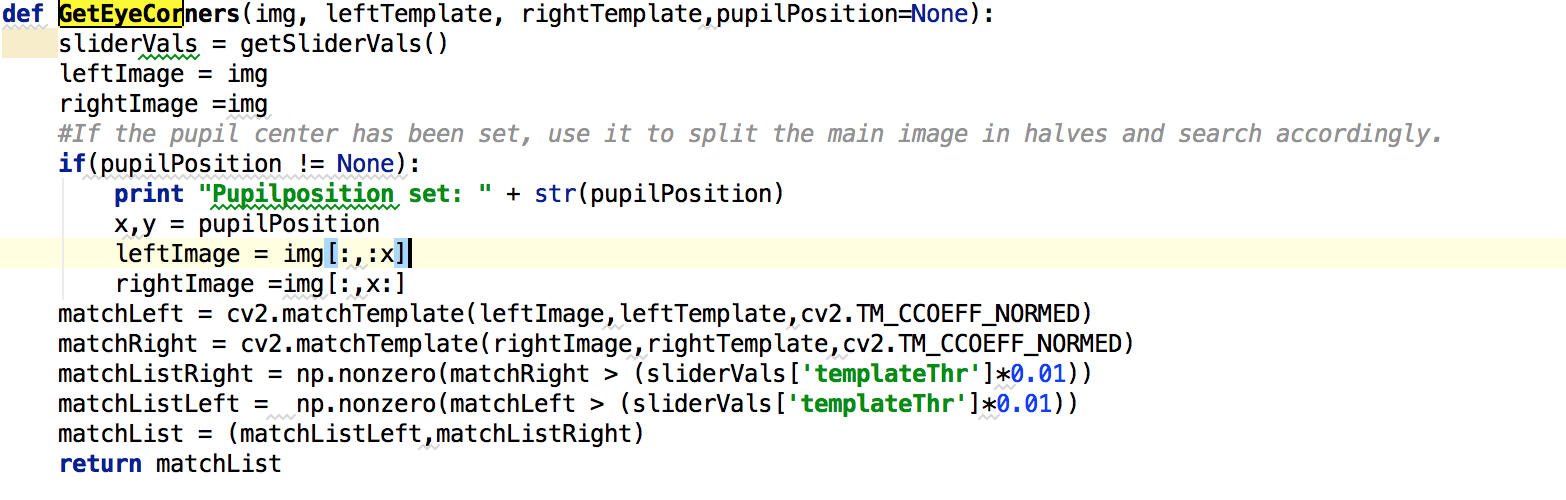 def GetEyeCorners(img, leftTemplate, rightTemplate,pupilPosition=None):
    sliderVals = getSliderVals()
    leftImage = img
    rightImage =img
    #If the pupil center has been set, use it to split the main image in halves and search accordingly.
    if(pupilPosition != None):
        print "Pupilposition set: " + str(pupilPosition)
        x,y = pupilPosition
        leftImage = img[:,:x]
        rightImage =img[:,x:]
    matchLeft = cv2.matchTemplate(leftImage,leftTemplate,cv2.TM_CCOEFF_NORMED)
    matchRight = cv2.matchTemplate(rightImage,rightTemplate,cv2.TM_CCOEFF_NORMED)
    matchListRight = np.nonzero(matchRight > (sliderVals['templateThr']*0.01))
    matchListLeft =  np.nonzero(matchLeft > (sliderVals['templateThr']*0.01))
    matchList = (matchListLeft,matchListRight)
    return matchList